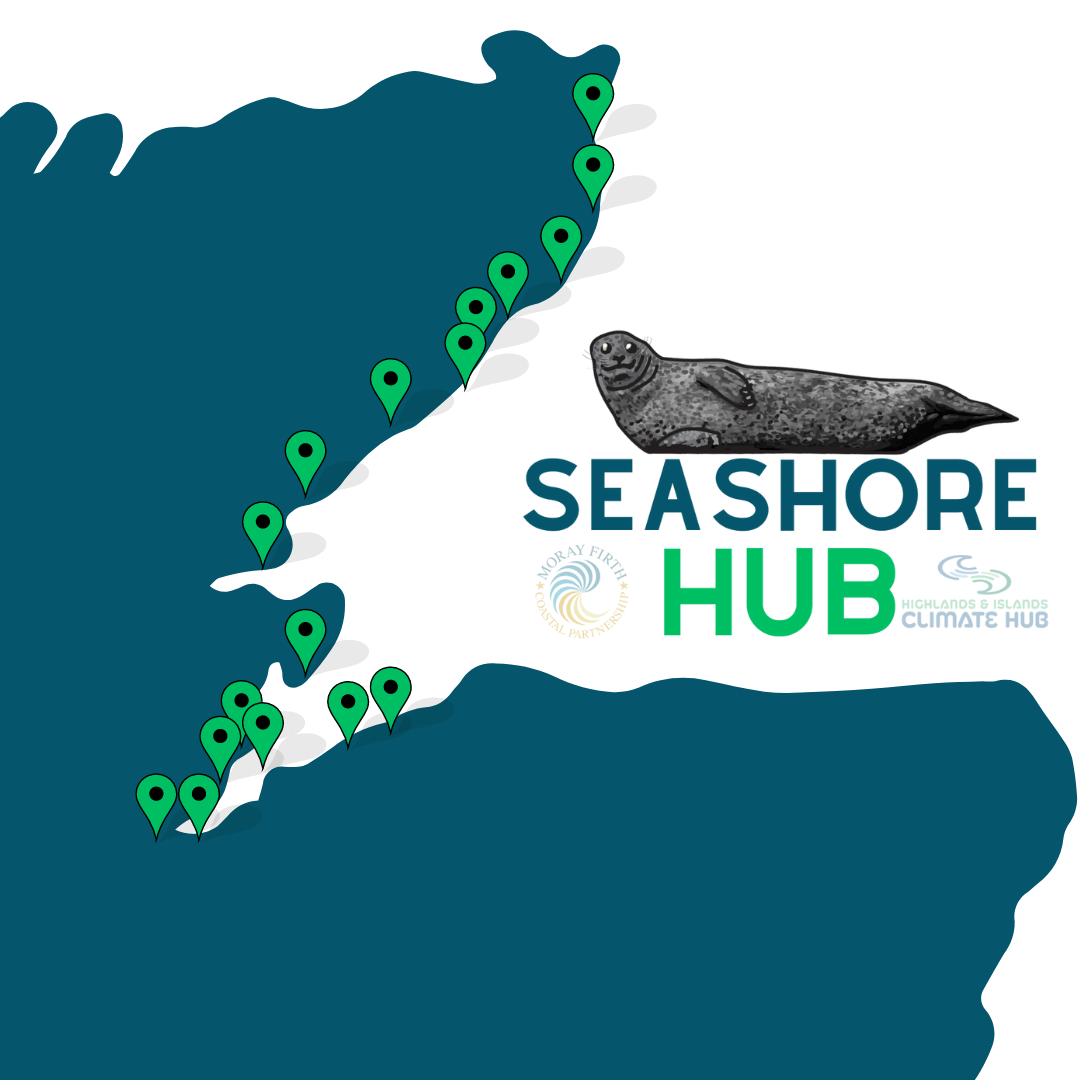 SEASHORE
HUB
MORAY FIRTH
COASTAL PARTNERSHIP
HIGHLANDS & ISLANDS
CLIMATE HUB